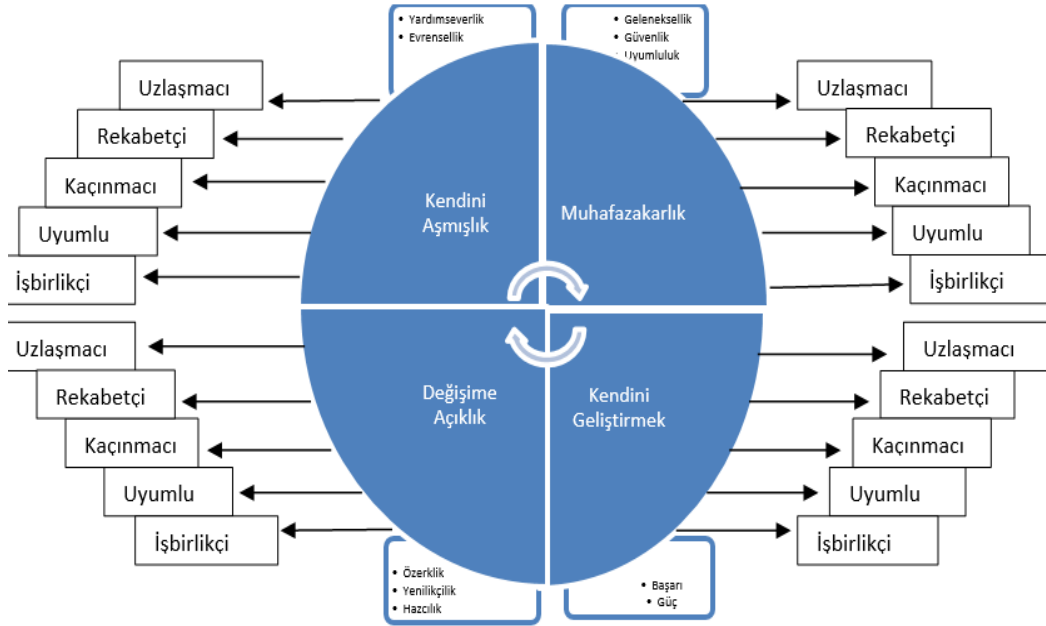 • Yardımseverlik
• Evrensellik
• Geleneksellik
• Güvenlik
• Uyumluluk
Uzlaşmacı
Rekabetçi
Kaçınmacı
Uyumlu
İşbirlikçi
Kendini
Aşmışlık
Muhafazakarlık
Uzlaşmacı
Rekabetçi
Kaçınmacı
Uyumlu
İşbirlikçi
Uzlaşmacı
Rekabetçi
Kaçınmacı
Uyumlu
İşbirlikçi
Değişime
Açıklık
Kendini
Geliştirmek
Uzlaşmacı
Rekabetçi
Kaçınmacı
Uyumlu
İşbirlikçi
• Özerklik
• Yenilikçilik
• Hazcılık
• Başarı
• Güç